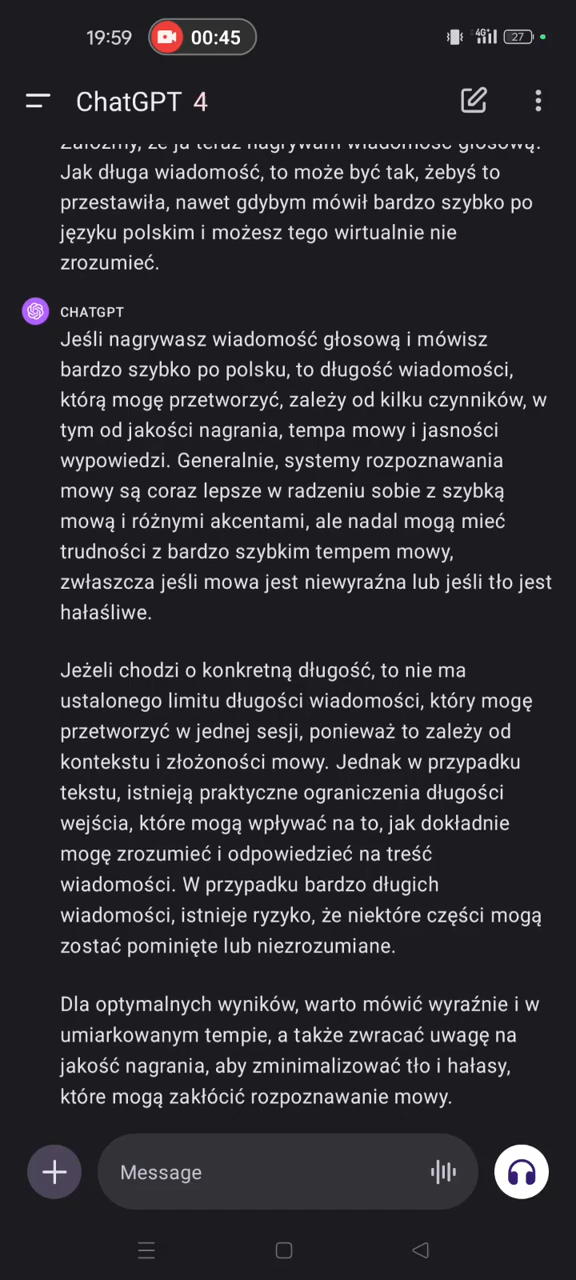 19:59
00:45
4G+
27
ChatGPT 4
Załóżmy, że ja teraz nagrywam wiadomość głosową.
Jak długa wiadomość, to może być tak, żebyś to
przestawiła, nawet gdybym mówił bardzo szybko po
języku polskim i możesz tego wirtualnie nie
zrozumieć.
CHATGPT
Jeśli nagrywasz wiadomość głosową i mówisz
bardzo szybko po polsku, to długość wiadomości,
którą mogę przetworzyć, zależy od kilku czynników, w
tym od jakości nagrania, tempa mowy i jasności
wypowiedzi. Generalnie, systemy rozpoznawania
mowy są coraz lepsze w radzeniu sobie z szybką
mową i różnymi akcentami, ale nadal mogą mieć
trudności z bardzo szybkim tempem mowy,
zwłaszcza jeśli mowa jest niewyraźna lub jeśli tło jest
hałaśliwe.
Jeżeli chodzi o konkretną długość, to nie ma
ustalonego limitu długości wiadomości, który mogę
przetworzyć w jednej sesji, ponieważ to zależy od
kontekstu i złożoności mowy. Jednak w przypadku
tekstu, istnieją praktyczne ograniczenia długości
wejścia, które mogą wpływać na to, jak dokładnie
mogę zrozumieć i odpowiedzieć na treść
wiadomości. W przypadku bardzo długich
wiadomości, istnieje ryzyko, że niektóre części mogą
zostać pominięte lub niezrozumiane.
Dla optymalnych wyników, warto mówić wyraźnie i w
umiarkowanym tempie, a także zwracać uwagę na
jakość nagrania, aby zminimalizować tło i hałasy,
które mogą zakłócić rozpoznawanie mowy.
Message